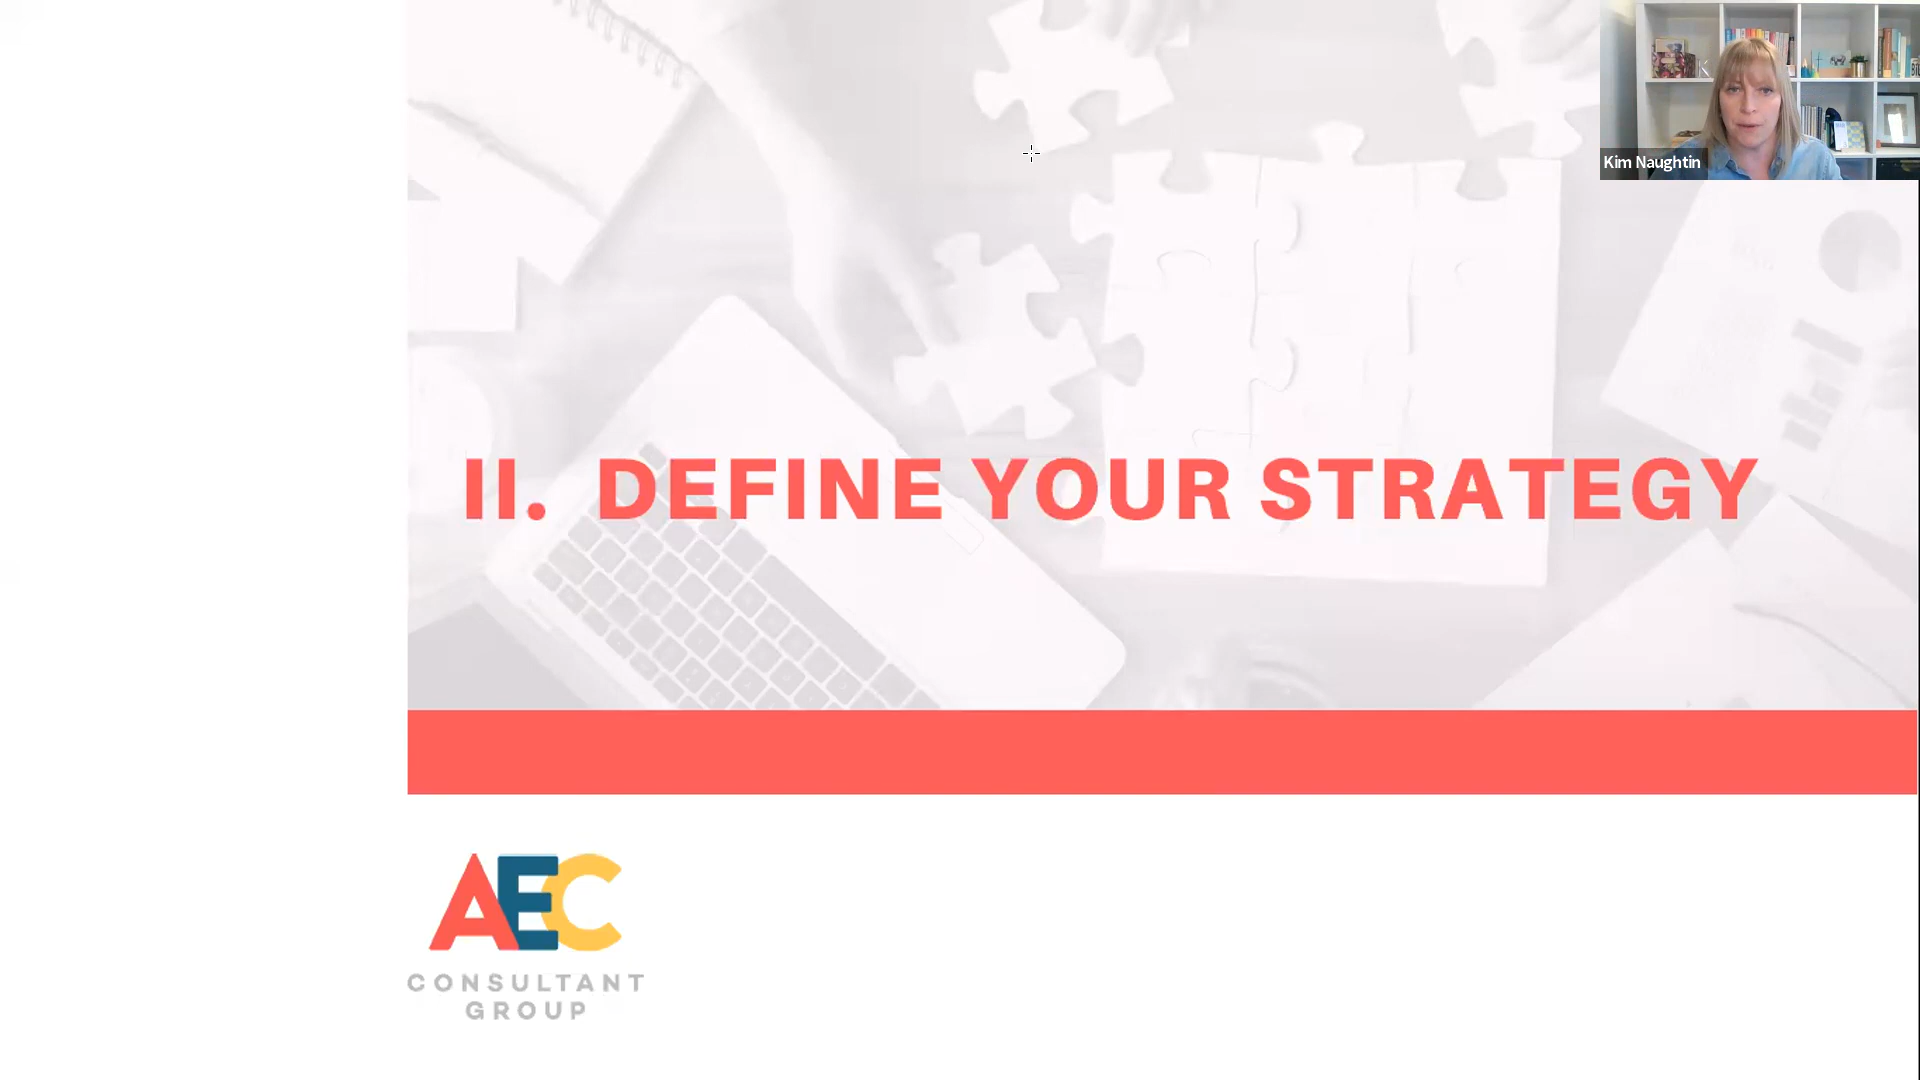 Kim Naughtin
II. DEFINE YOUR STRATEGY
AEC
CONSULTANT
GROUP